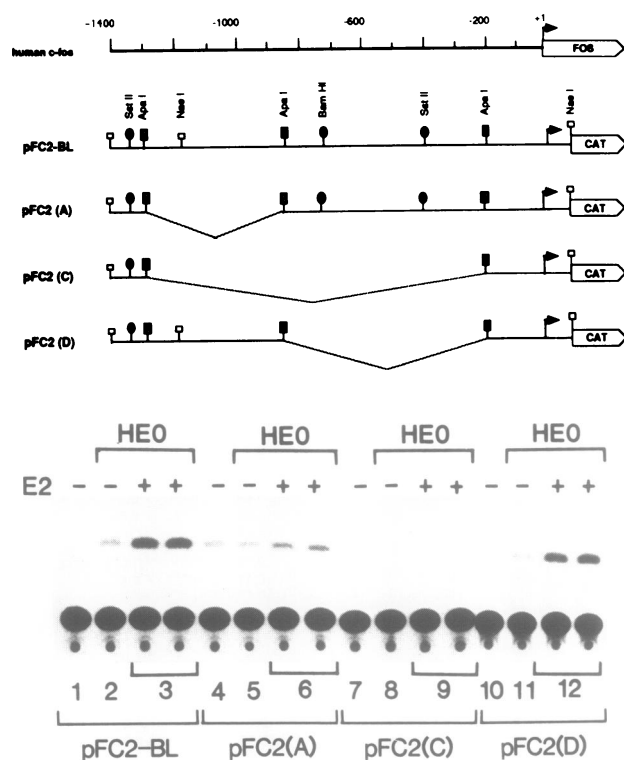 -1400 -1000 -600 -200 +1
human c-fos FOS
Sst II Apa I Nae I Apa I Bam HI Sst II Apa I Nae I
pFC2-BL CAT
pFC2 (A) CAT
pFC2 (C) CAT
pFC2 (D) CAT
HE0 HE0 HE0 HE0
E2 - - + + - - + + - - + + - - + +
1 2 3 4 5 6 7 8 9 10 11 12
pFC2-BL pFC2(A) pFC2(C) pFC2(D)